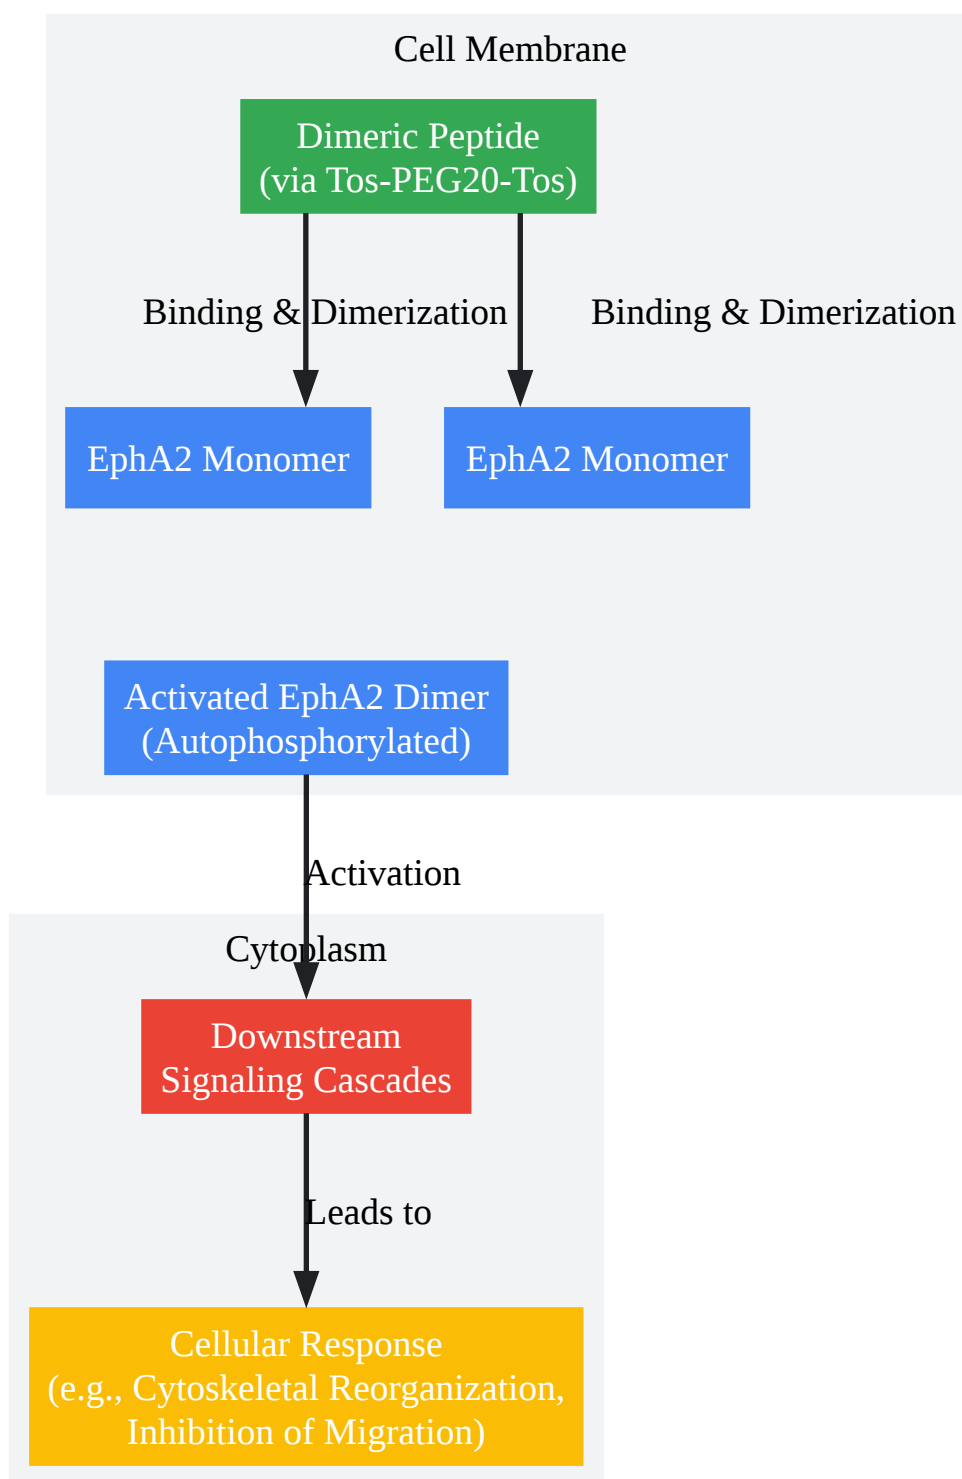 Cell Membrane
Dimeric Peptide
(via Tos-PEG20-Tos)
Binding & Dimerization
Binding & Dimerization
EphA2 Monomer
EphA2 Monomer
Activated EphA2 Dimer
(Autophosphorylated)
Activation
Cytoplasm
Downstream
Signaling Cascades
Leads to
Cellular Response
(e.g., Cytoskeletal Reorganization,
Inhibition of Migration)